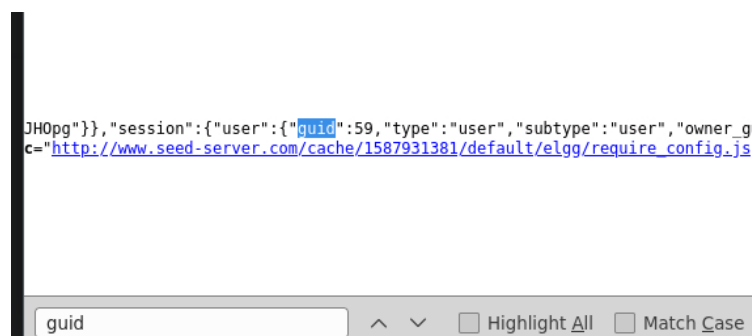 JHOpg"}},"session":{"user":{"guid":59,"type":"user","subtype":"user","owner_g
c="http://www.seed-server.com/cache/1587931381/default/elgg/require_config.js
guid Highlight All Match Case